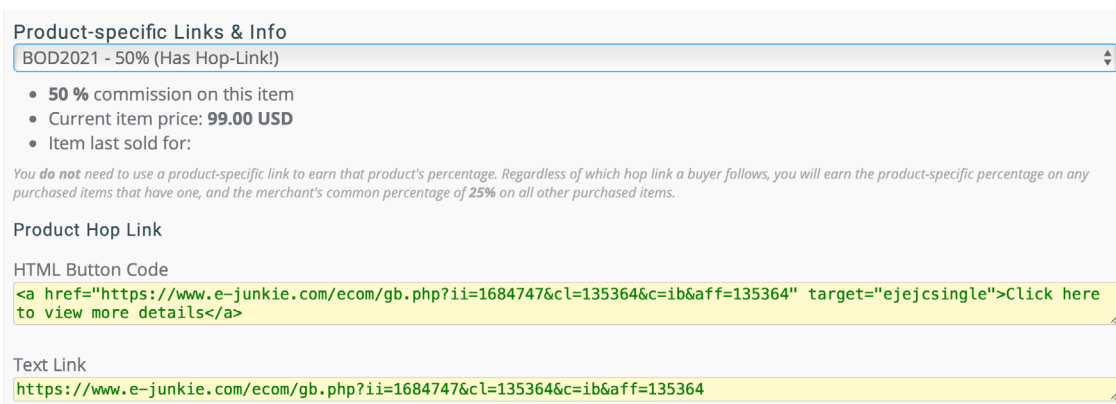 Product-specific Links & Info
BOD2021 - 50% (Has Hop-Link!)
• 50 % commission on this item
• Current item price: 99.00 USD
• Item last sold for:
You do not need to use a product-specific link to earn that product's percentage. Regardless of which hop link a buyer follows, you will earn the product-specific percentage on any
purchased items that have one, and the merchant's common percentage of 25% on all other purchased items.
Product Hop Link
HTML Button Code
<a href="https://www.e-junkie.com/ecom/gb.php?ii=1684747&cl=135364&c=ib&aff=135364" target="ejejcsingle">Click here
to view more details</a>
Text Link
https://www.e-junkie.com/ecom/gb.php?ii=1684747&cl=135364&c=ib&aff=135364